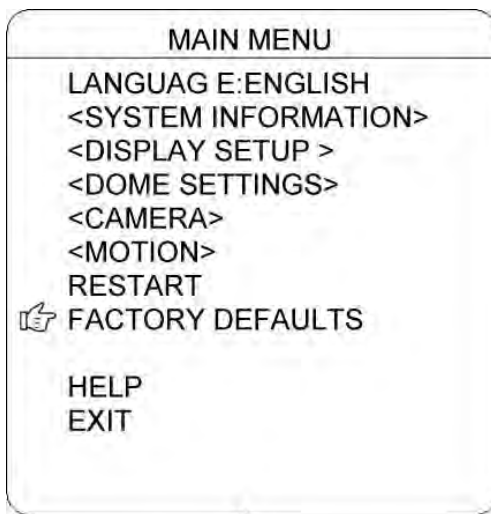 MAIN MENU
LANGUAG E:ENGLISH
<SYSTEM INFORMATION>
<DISPLAY SETUP >
<DOME SETTINGS>
<CAMERA>
<MOTION>
RESTART
FACTORY DEFAULTS
HELP
EXIT